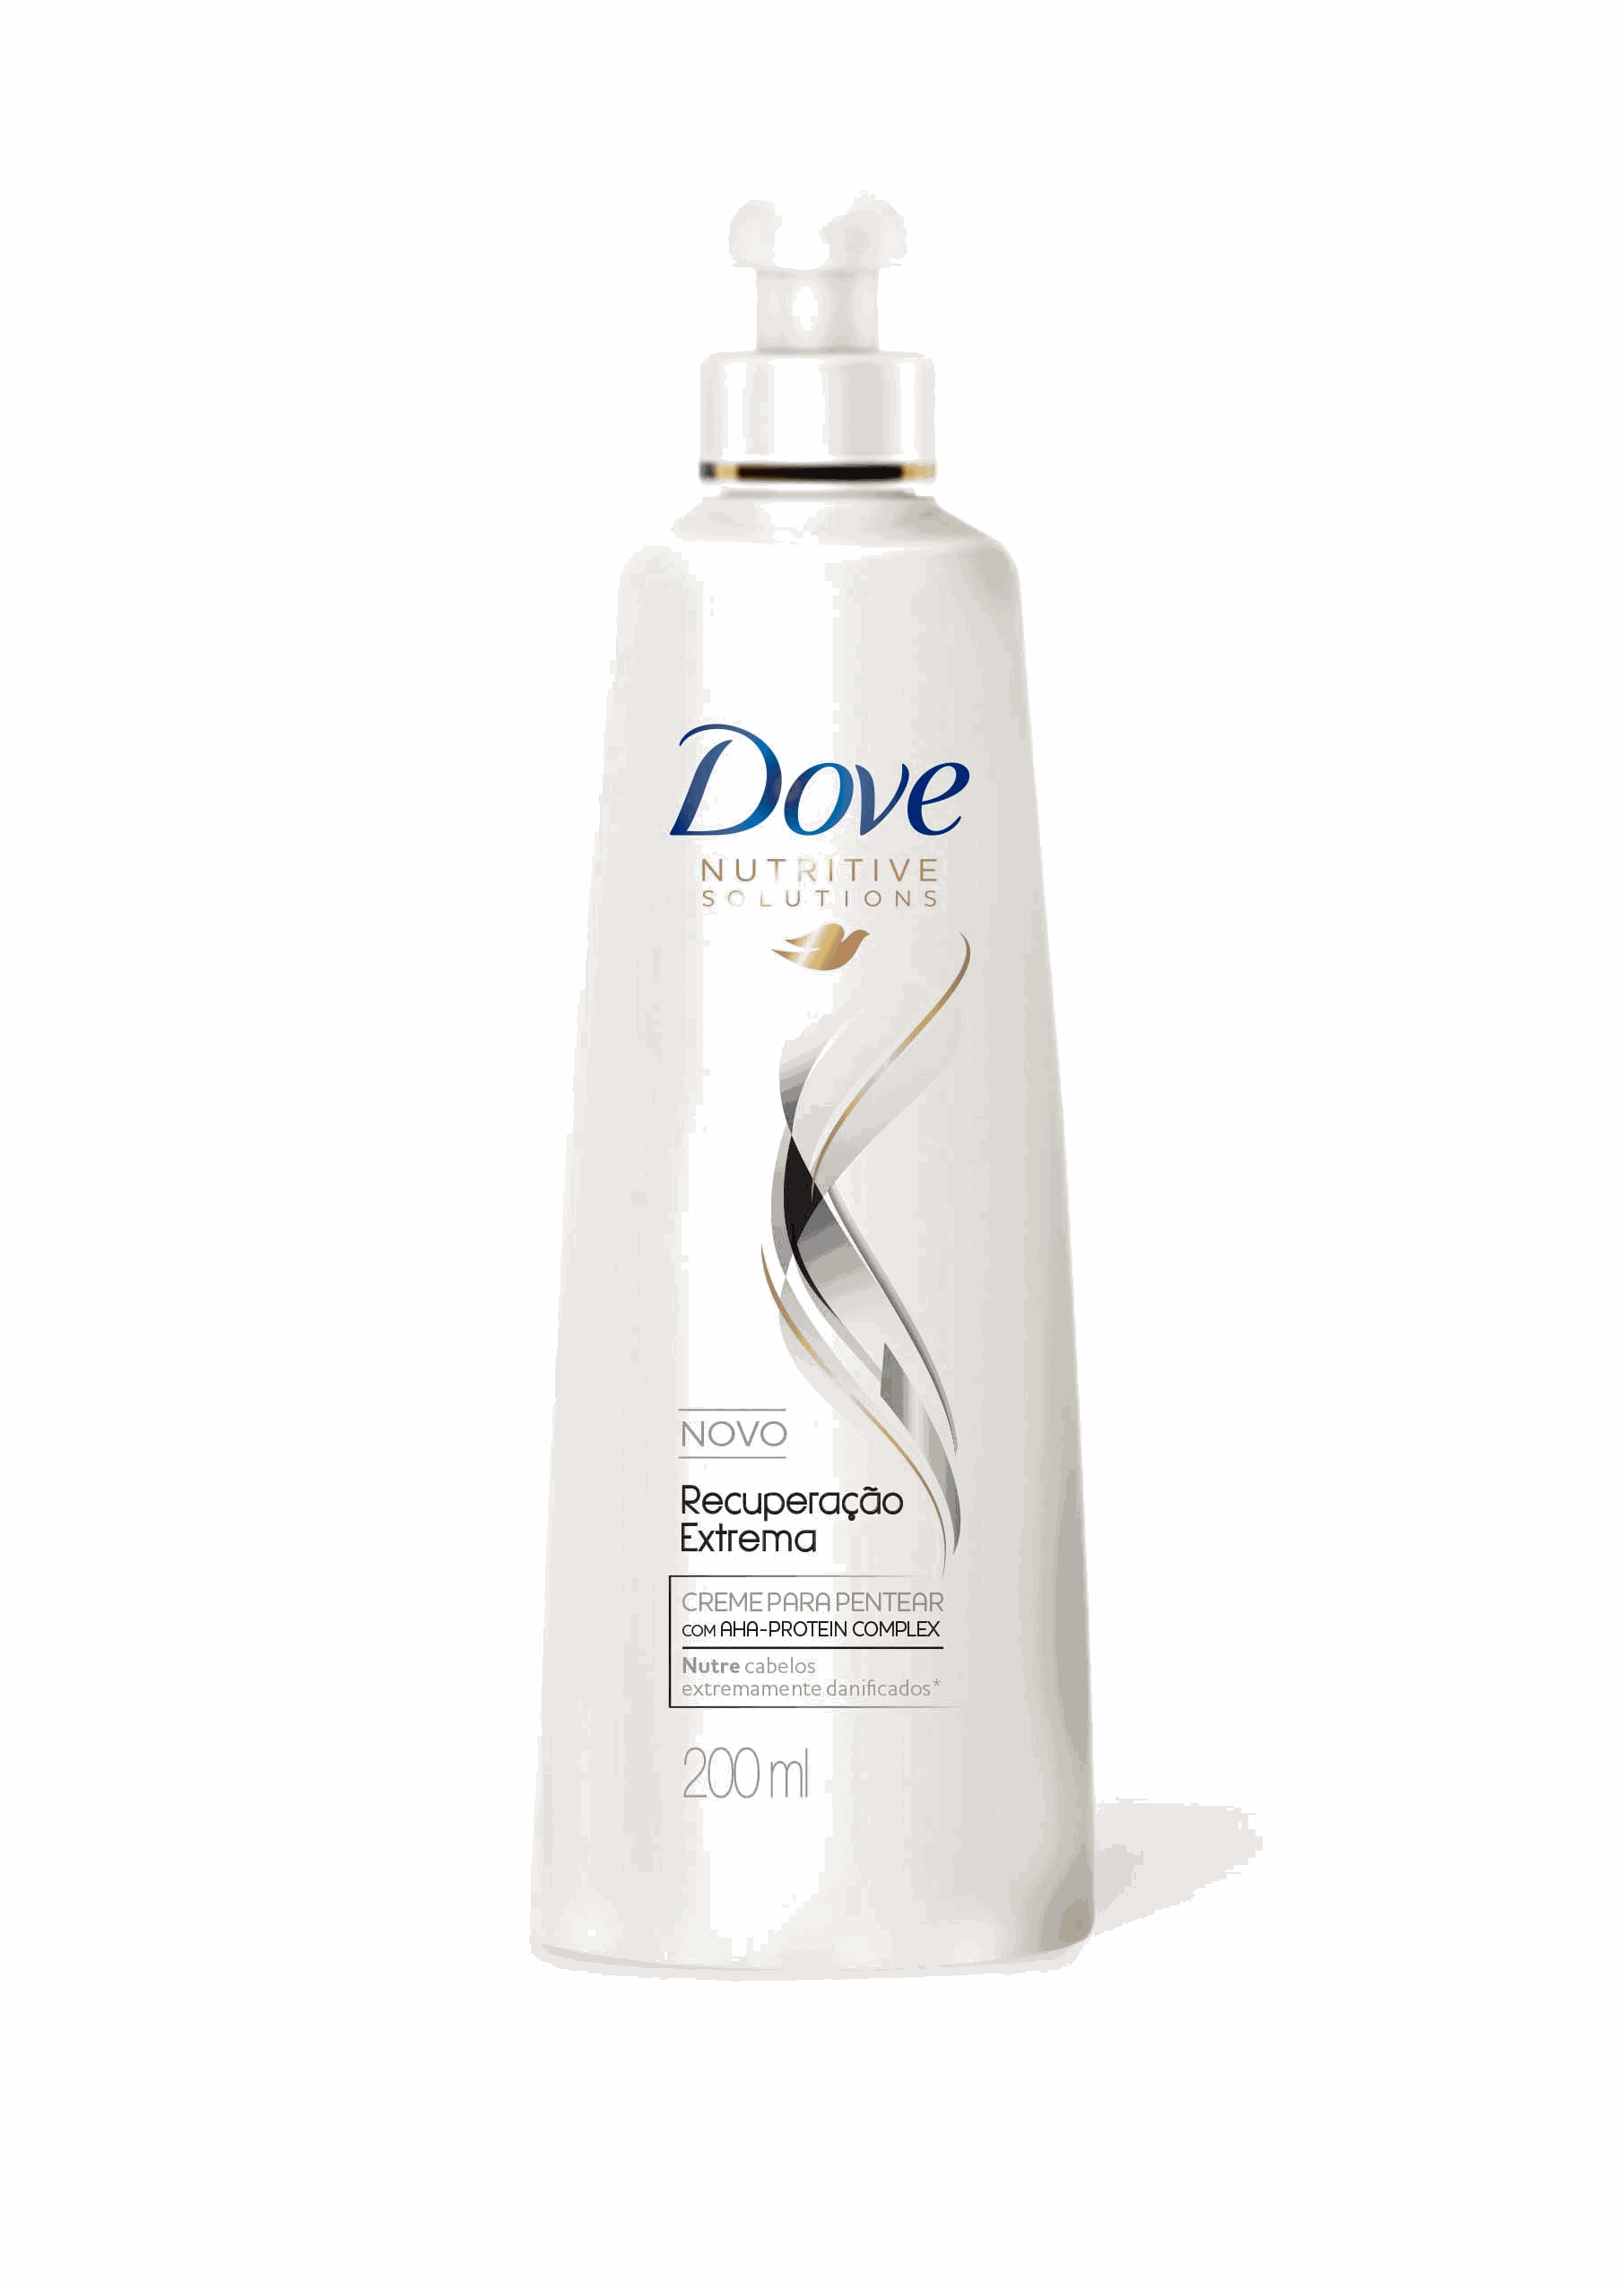 Dove
NUTRITIVE
SOLUTIONS
NOVO
Recuperação
Extrema
CREME PARA PENTEAR
COM AHA-PROTEIN COMPLEX
Nutre cabelos
extremamente danificados*
200 ml